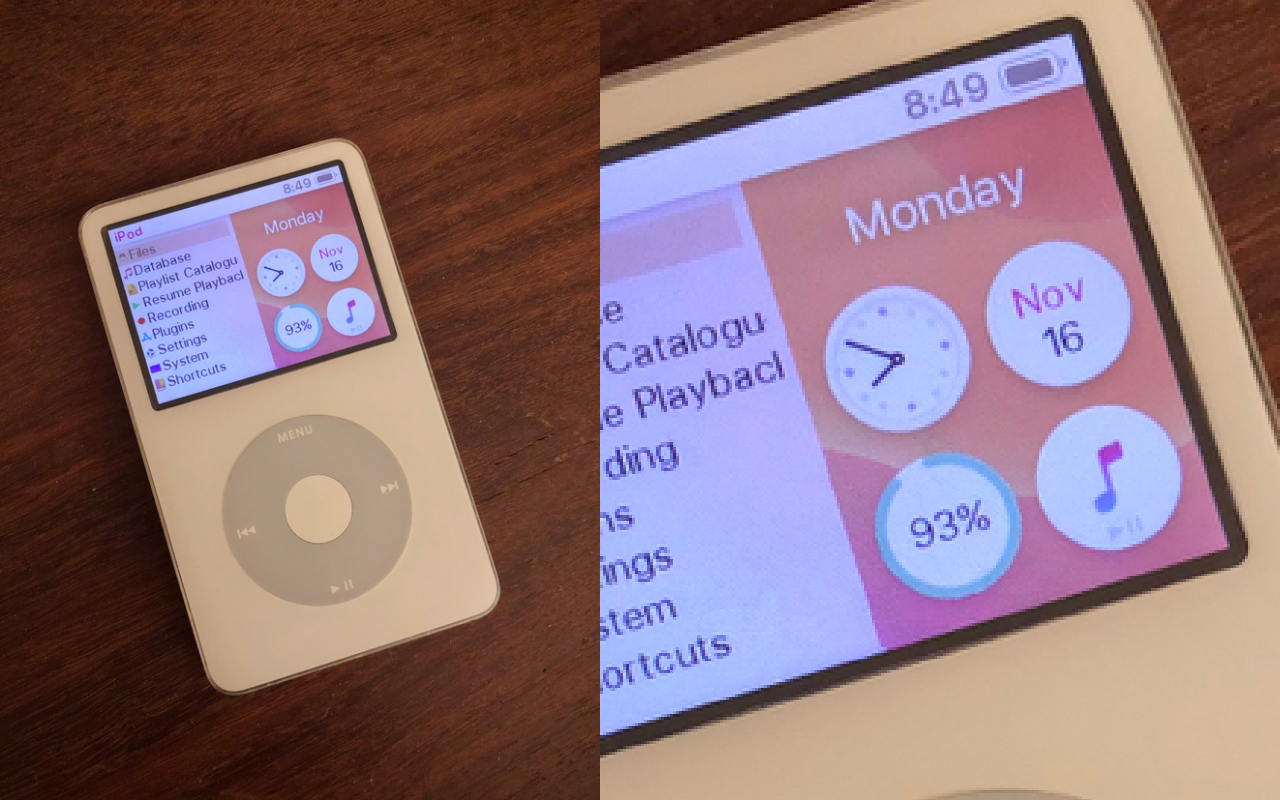 8:49
iPod
Files
Database
Playlist Catalogu
Resume Playbacl
Recording
Plugins
Settings
System
Shortcuts
Monday
Nov
16
93%
MENU
8:49
Monday
Nov
16
93%
e
Catalogu
e Playbacl
ding
ns
ings
stem
ortcuts